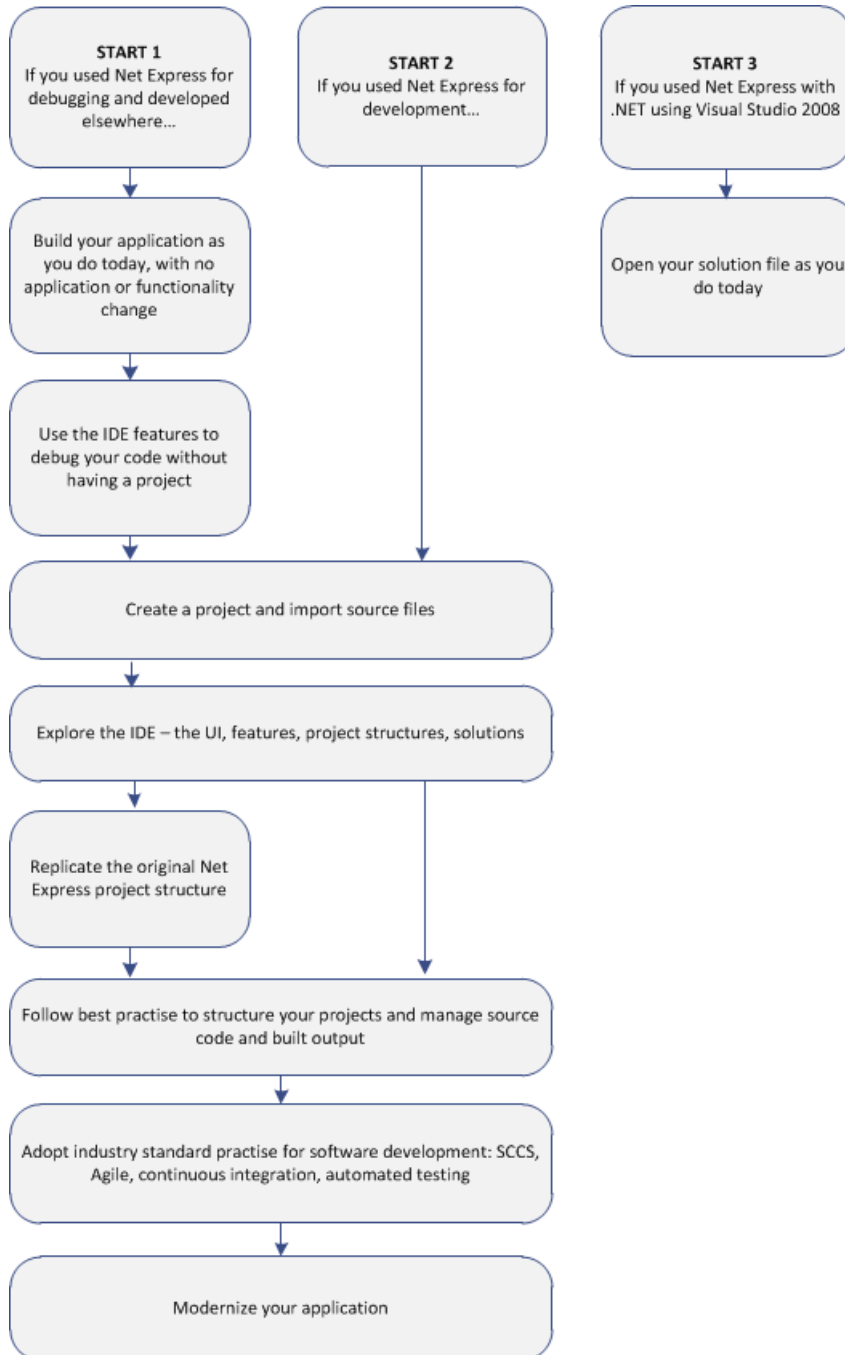 START 1
If you used Net Express for
debugging and developed
elsewhere...
START 2
If you used Net Express for
development...
START 3
If you used Net Express with
.NET using Visual Studio 2008
Build your application as
you do today, with no
application or functionality
change
Open your solution file as you
do today
Use the IDE features to
debug your code without
having a project
Create a project and import source files
Explore the IDE – the UI, features, project structures, solutions
Replicate the original Net
Express project structure
Follow best practise to structure your projects and manage source
code and built output
Adopt industry standard practise for software development: SCCS,
Agile, continuous integration, automated testing
Modernize your application